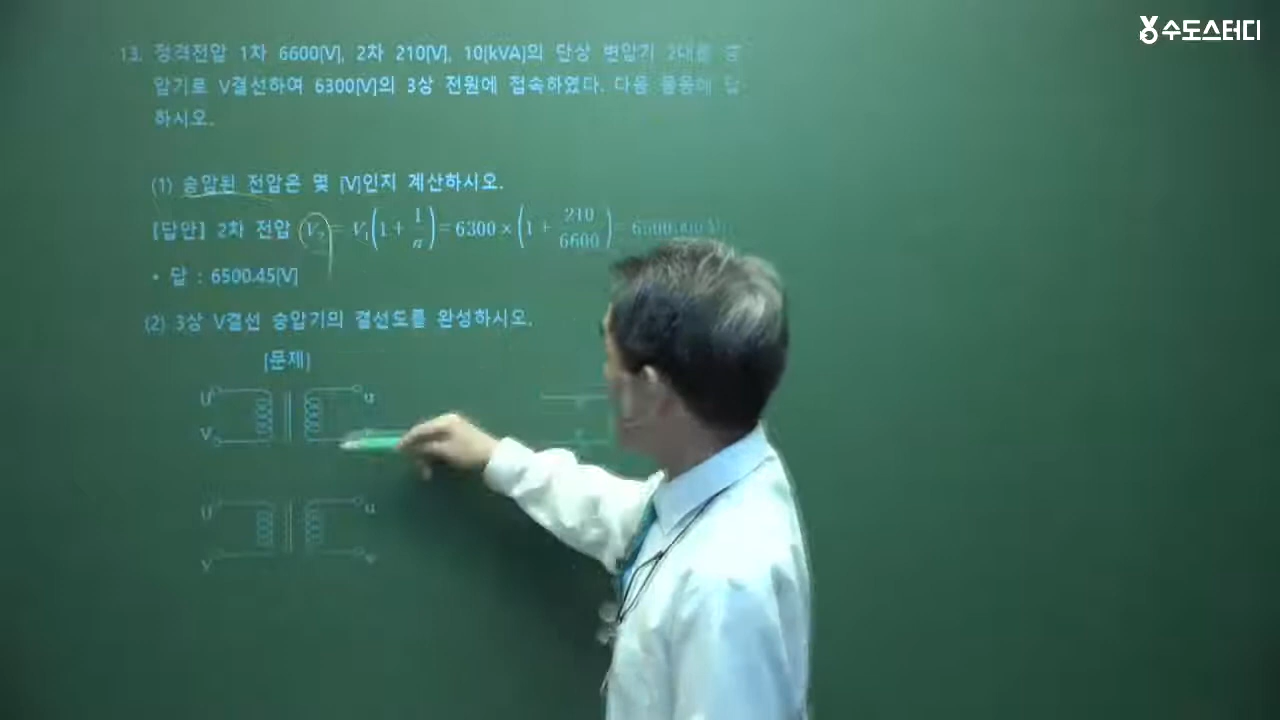 수도스터디
13. 정격전압 1차 6600[V], 2차 210[V], 10[kVA]의 단상 변압기 2대를 승
압기로 V결선하여 6300[V]의 3상 전원에 접속하였다. 다음 물음에 답
하시오.
(1) 승압된 전압은 몇 [V]인지 계산하시오.
[답안] 2차 전압 V₂ = V₁(1 + 1/a) = 6300 × (1 + 210/6600) =
• 답 : 6500.45[V]
(2) 3상 V결선 승압기의 결선도를 완성하시오.
[문제]
U u
V
U u
V v